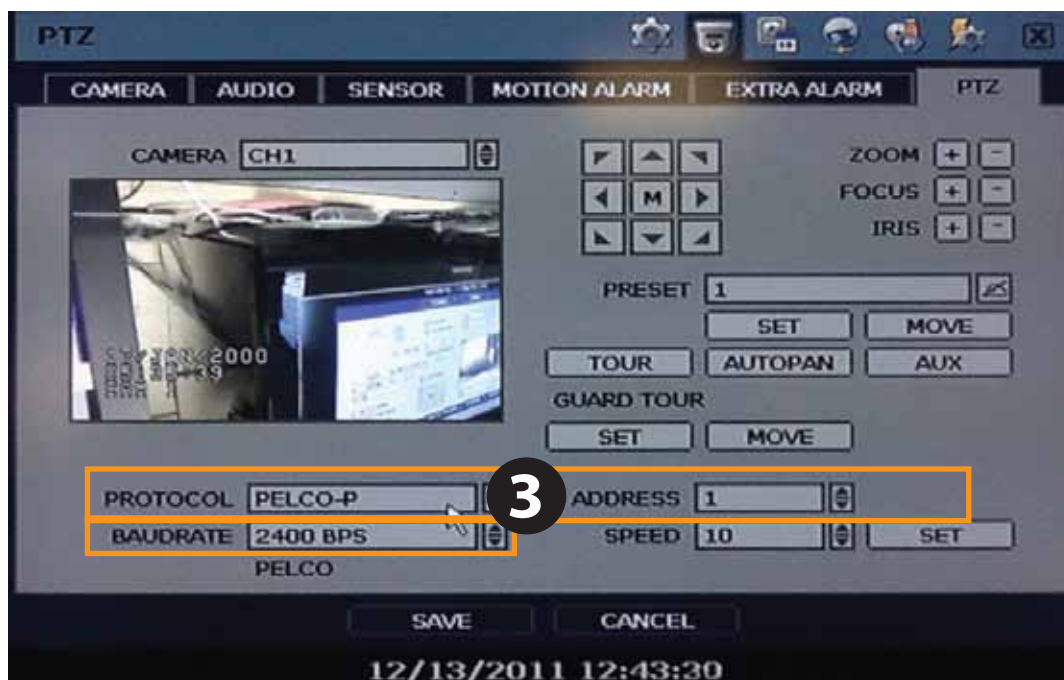 PTZ
CAMERA AUDIO SENSOR MOTION ALARM EXTRA ALARM PTZ
CAMERA CH1
ZOOM + -
M
FOCUS + -
IRIS + -
PRESET 1
SET MOVE
2000
TOUR AUTOPAN AUX
GUARD TOUR
SET MOVE
3
PROTOCOL PELCO-P ADDRESS 1
BAUDRATE 2400 BPS SPEED 10 SET
PELCO
SAVE CANCEL
12/13/2011 12:43:30